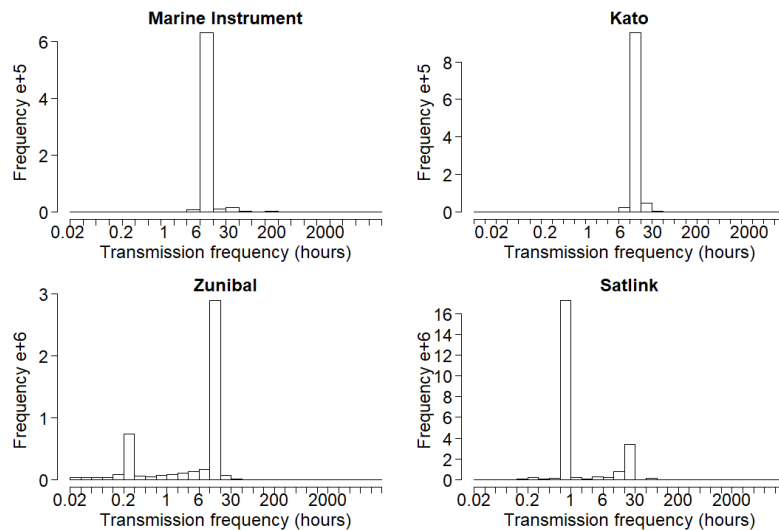 Marine Instrument
Frequency e+5
6
4
2
0
0.02 0.2 1 6 30 200 2000
Transmission frequency (hours)
Kato
Frequency e+5
8
6
4
2
0
0.02 0.2 1 6 30 200 2000
Transmission frequency (hours)
Zunibal
Frequency e+6
3
2
1
0
0.02 0.2 1 6 30 200 2000
Transmission frequency (hours)
Satlink
Frequency e+6
16
14
12
10
8
6
4
2
0
0.02 0.2 1 6 30 200 2000
Transmission frequency (hours)